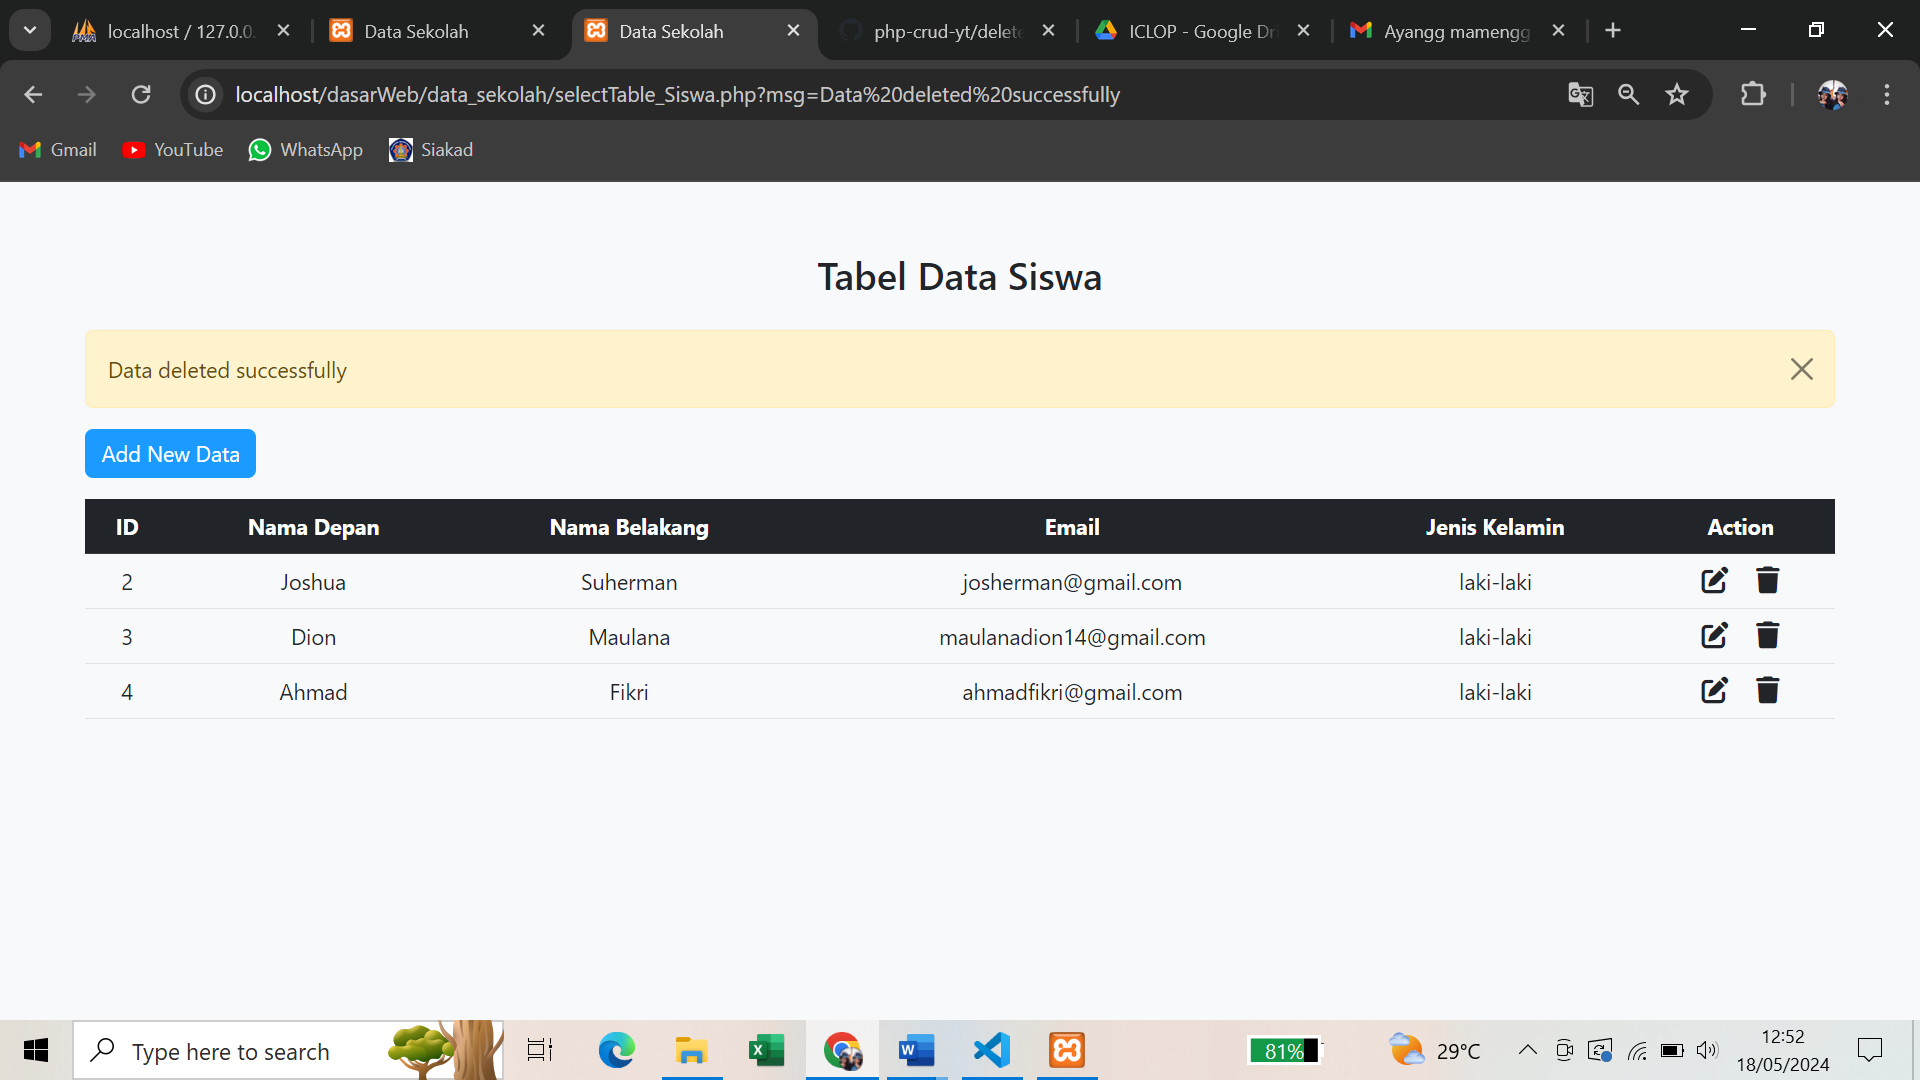 localhost / 127.0.0.
Data Sekolah
Data Sekolah
php-crud-yt/delete
ICLOP - Google Dri
Ayangg mamengg
localhost/dasarWeb/data_sekolah/selectTable_Siswa.php?msg=Data%20deleted%20successfully
Gmail YouTube WhatsApp Siakad
Tabel Data Siswa
Data deleted successfully
Add New Data
ID Nama Depan Nama Belakang Email Jenis Kelamin Action
2 Joshua Suherman josherman@gmail.com laki-laki
3 Dion Maulana maulanadion14@gmail.com laki-laki
4 Ahmad Fikri ahmadfikri@gmail.com laki-laki
Type here to search
81%
29°C
12:52
18/05/2024